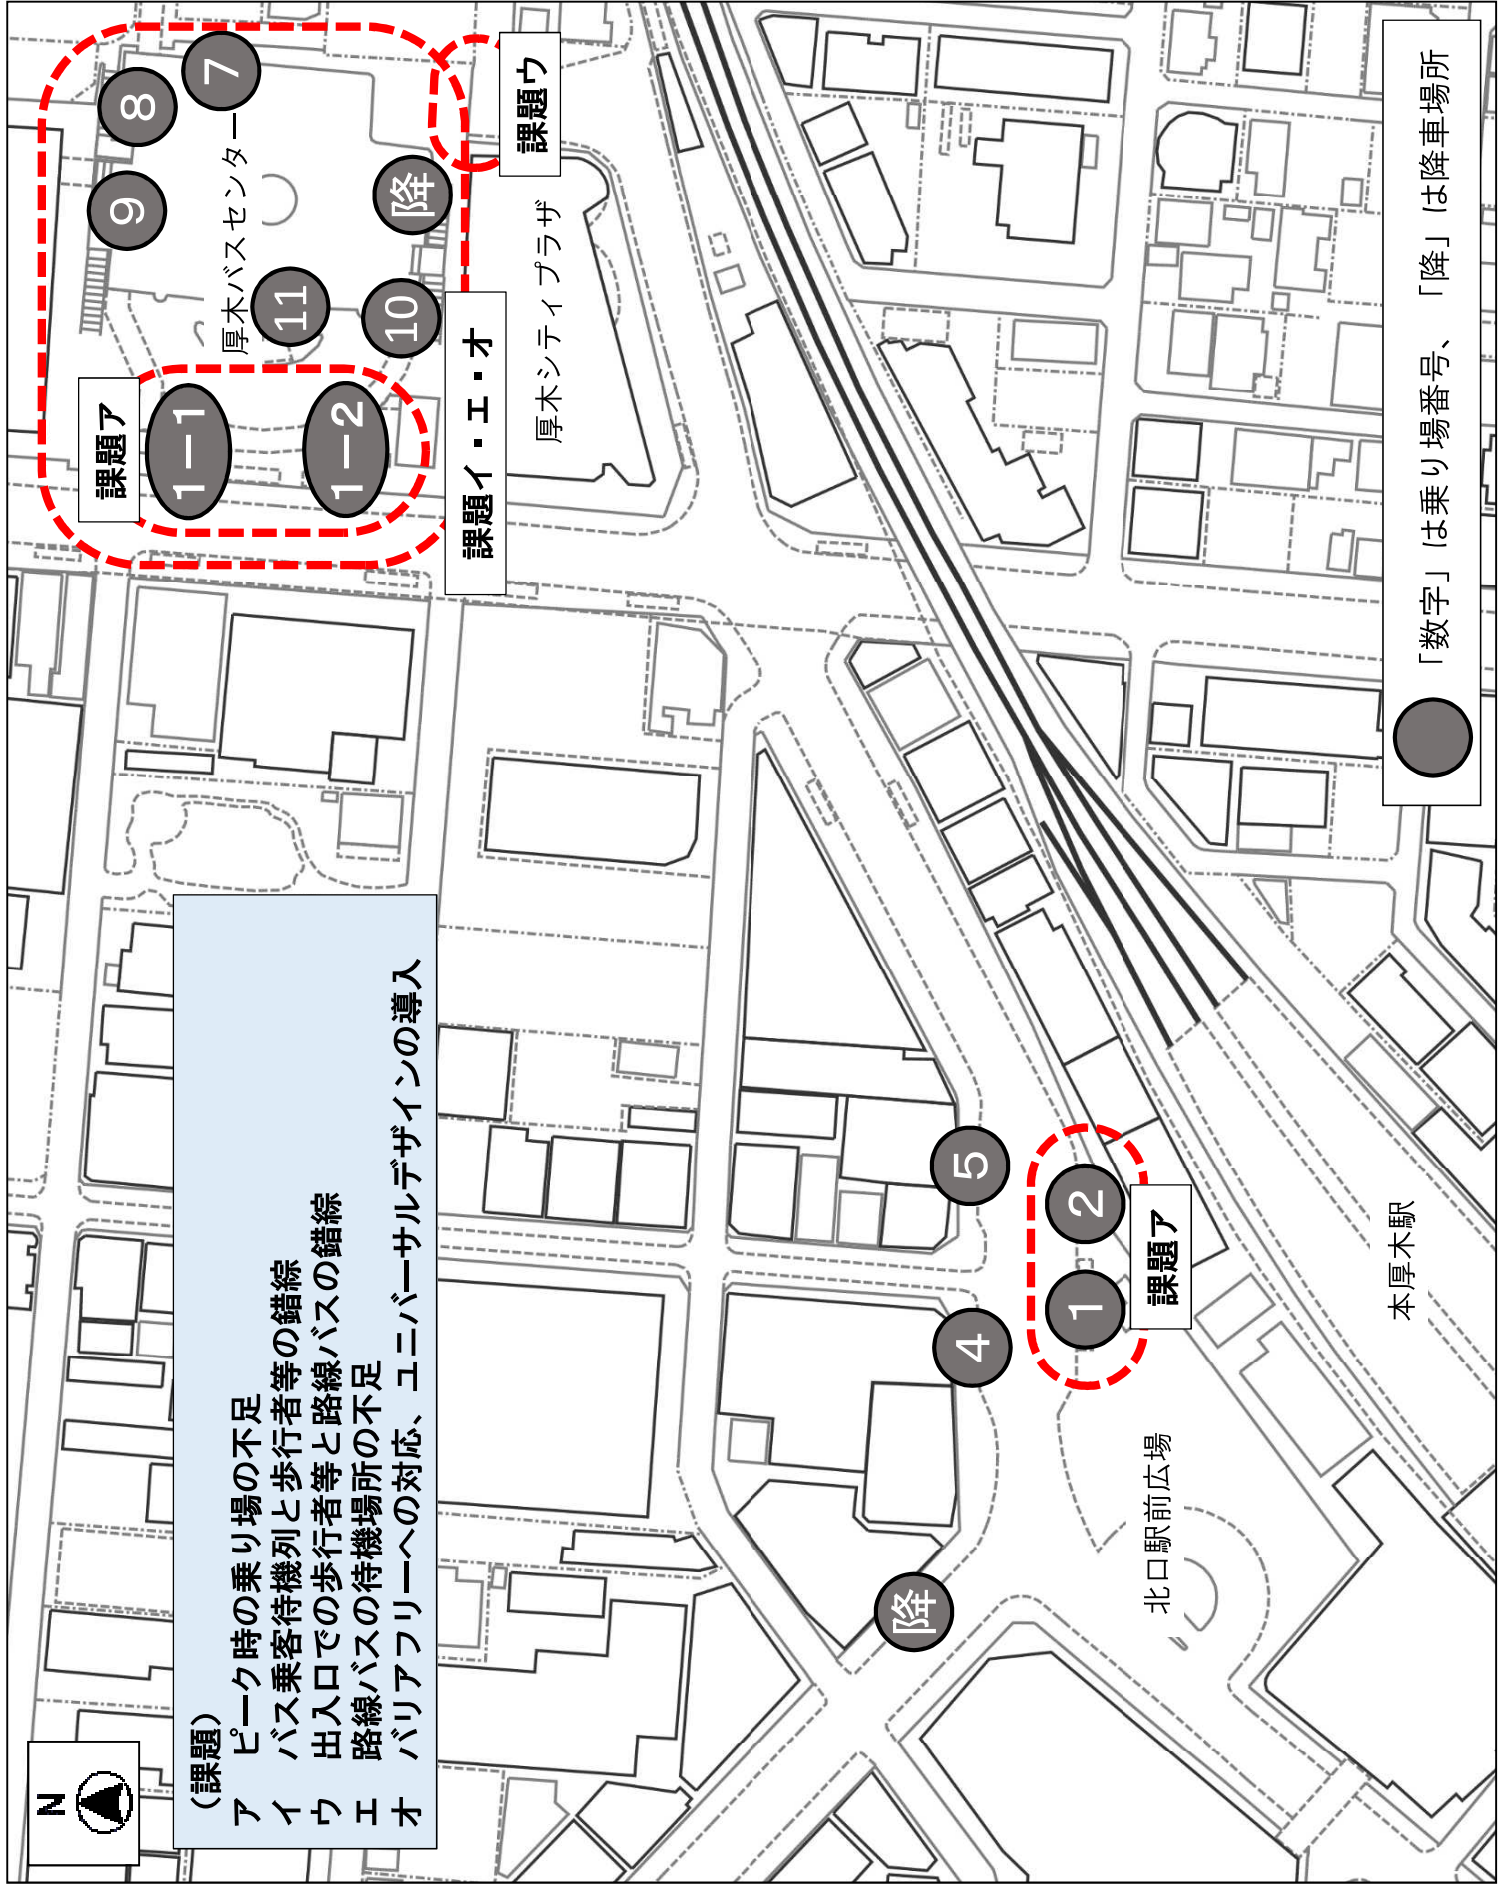 N
（課題）
ア　ピーク時の乗り場の不足
イ　バス乗客待機列と歩行者等の錯綜
ウ　出入口での歩行者等と路線バスの錯綜
エ　路線バスの待機場所の不足
オ　バリアフリーへの対応、ユニバーサルデザインの導入
課題ア
1－1
1－2
9
8
7
厚木バスセンター
11
10
降
課題イ・エ・オ
課題ウ
厚木シティプラザ
降
4
5
1
2
課題ア
北口駅前広場
本厚木駅
「数字」は乗り場番号、「降」は降車場所